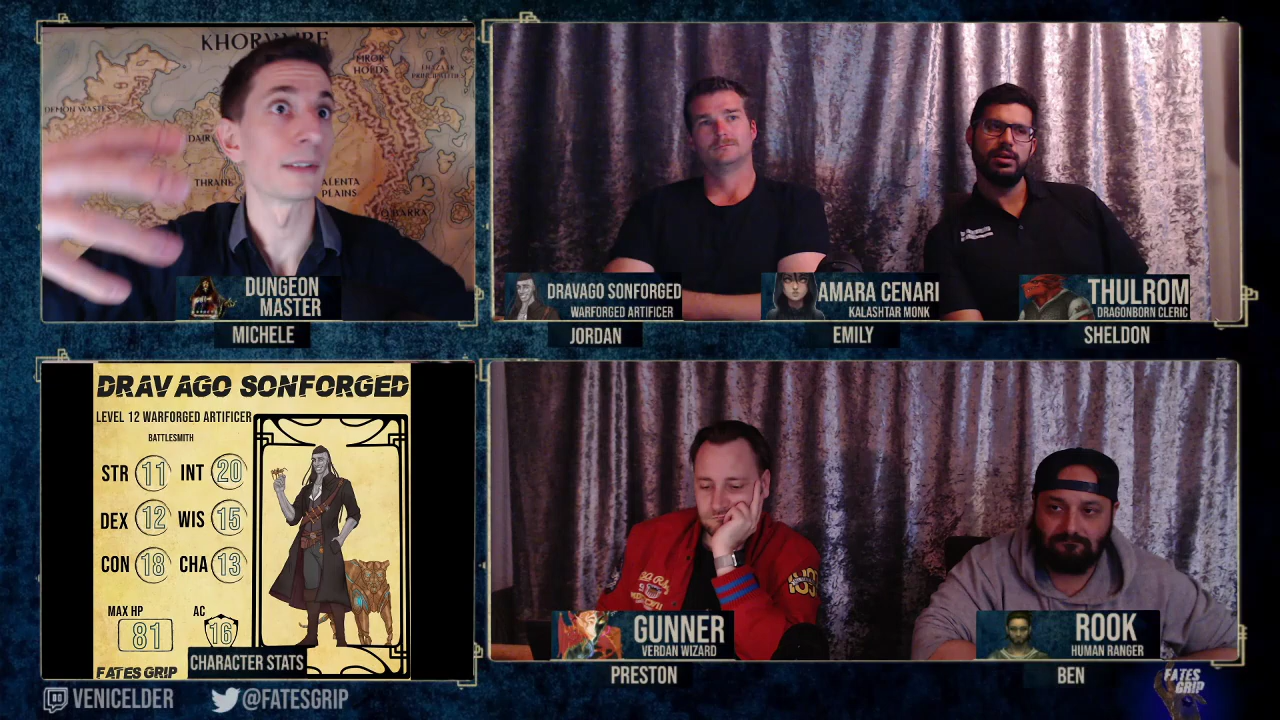 KHORVAIRE
MROR
HOLDS
DEMON WASTES
THRANE
PLAINS
DUNGEON
MASTER
MICHELE
DRAVAGO SONFORGED
WARFORGED ARTIFICER
JORDAN
AMARA CENARI
KALASHTAR MONK
EMILY
THULROM
DRAGONBORN CLERIC
SHELDON
DRAVAGO SONFORGED
LEVEL 12 WARFORGED ARTIFICER
BATTLESMITH
STR 11 INT 20
DEX 12 WIS 15
CON 18 CHA 13
MAX HP AC
81 16
FATES GRIP
CHARACTER STATS
GUNNER
VERDAN WIZARD
PRESTON
ROOK
HUMAN RANGER
BEN
VENICELDER @FATESGRIP
FATES
GRIP